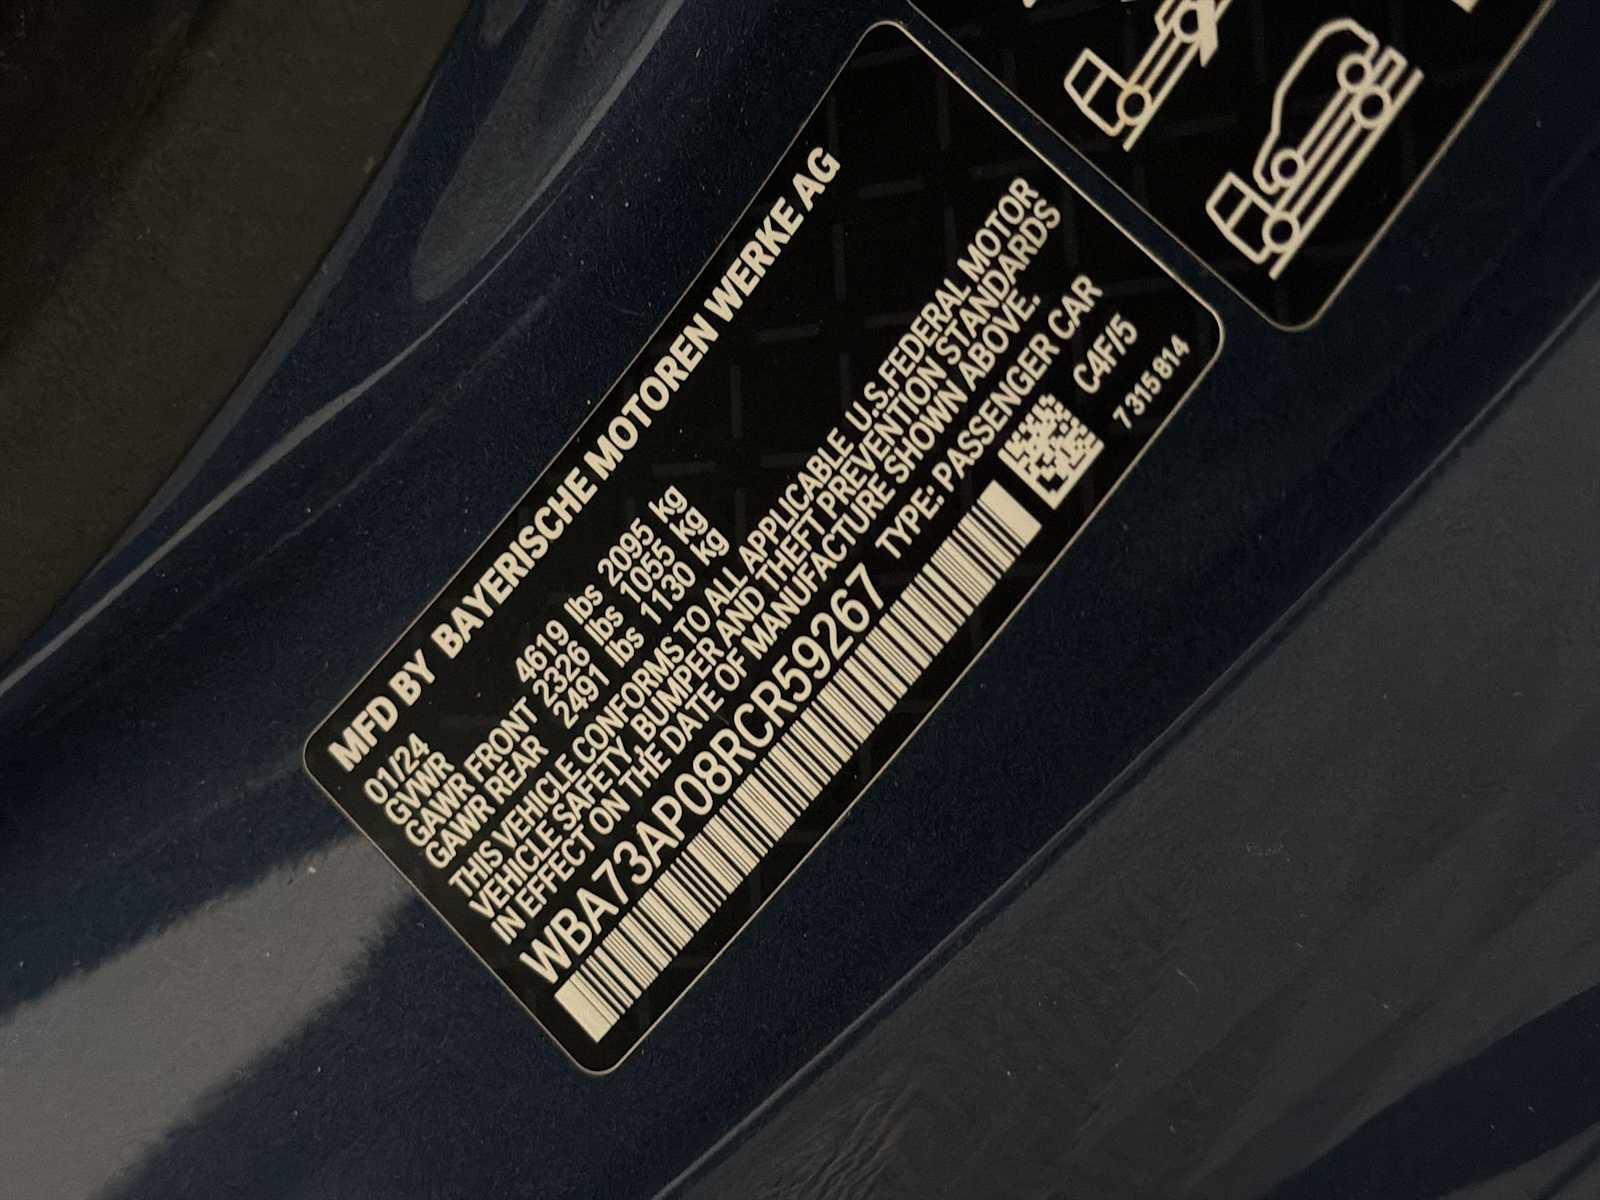 MFD BY BAYERISCHE MOTOREN WERKE AG
01/24
GVWR 4619 lbs 2095 kg
GAWR FRONT 2326 lbs 1055 kg
GAWR REAR 2491 lbs 1130 kg
THIS VEHICLE CONFORMS TO ALL APPLICABLE U.S.FEDERAL MOTOR
VEHICLE SAFETY, BUMPER AND THEFT PREVENTION STANDARDS
IN EFFECT ON THE DATE OF MANUFACTURE SHOWN ABOVE.
WBA73AP08RCR59267 TYPE: PASSENGER CAR
C4F/5
7 315 814